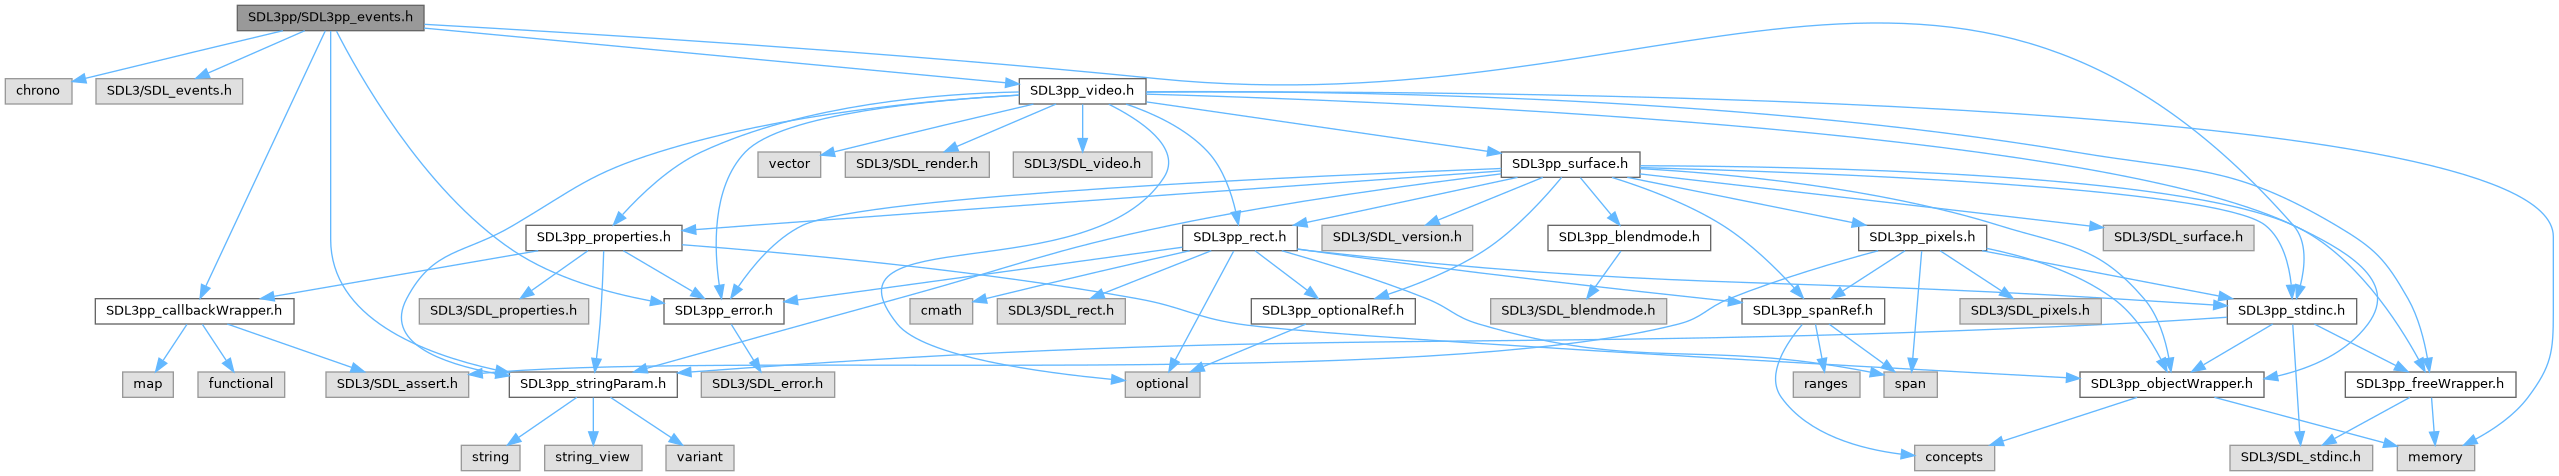 SDL3pp/SDL3pp_events.h
chrono
SDL3/SDL_events.h
SDL3pp_video.h
vector
SDL3/SDL_render.h
SDL3/SDL_video.h
SDL3pp_surface.h
SDL3pp_properties.h
SDL3pp_rect.h
SDL3/SDL_version.h
SDL3pp_blendmode.h
SDL3pp_pixels.h
SDL3/SDL_surface.h
SDL3pp_callbackWrapper.h
SDL3/SDL_properties.h
SDL3pp_error.h
cmath
SDL3/SDL_rect.h
SDL3pp_optionalRef.h
SDL3/SDL_blendmode.h
SDL3pp_spanRef.h
SDL3/SDL_pixels.h
SDL3pp_stdinc.h
map
functional
SDL3/SDL_assert.h
SDL3pp_stringParam.h
SDL3/SDL_error.h
optional
ranges
span
SDL3pp_objectWrapper.h
SDL3pp_freeWrapper.h
string
string_view
variant
concepts
SDL3/SDL_stdinc.h
memory